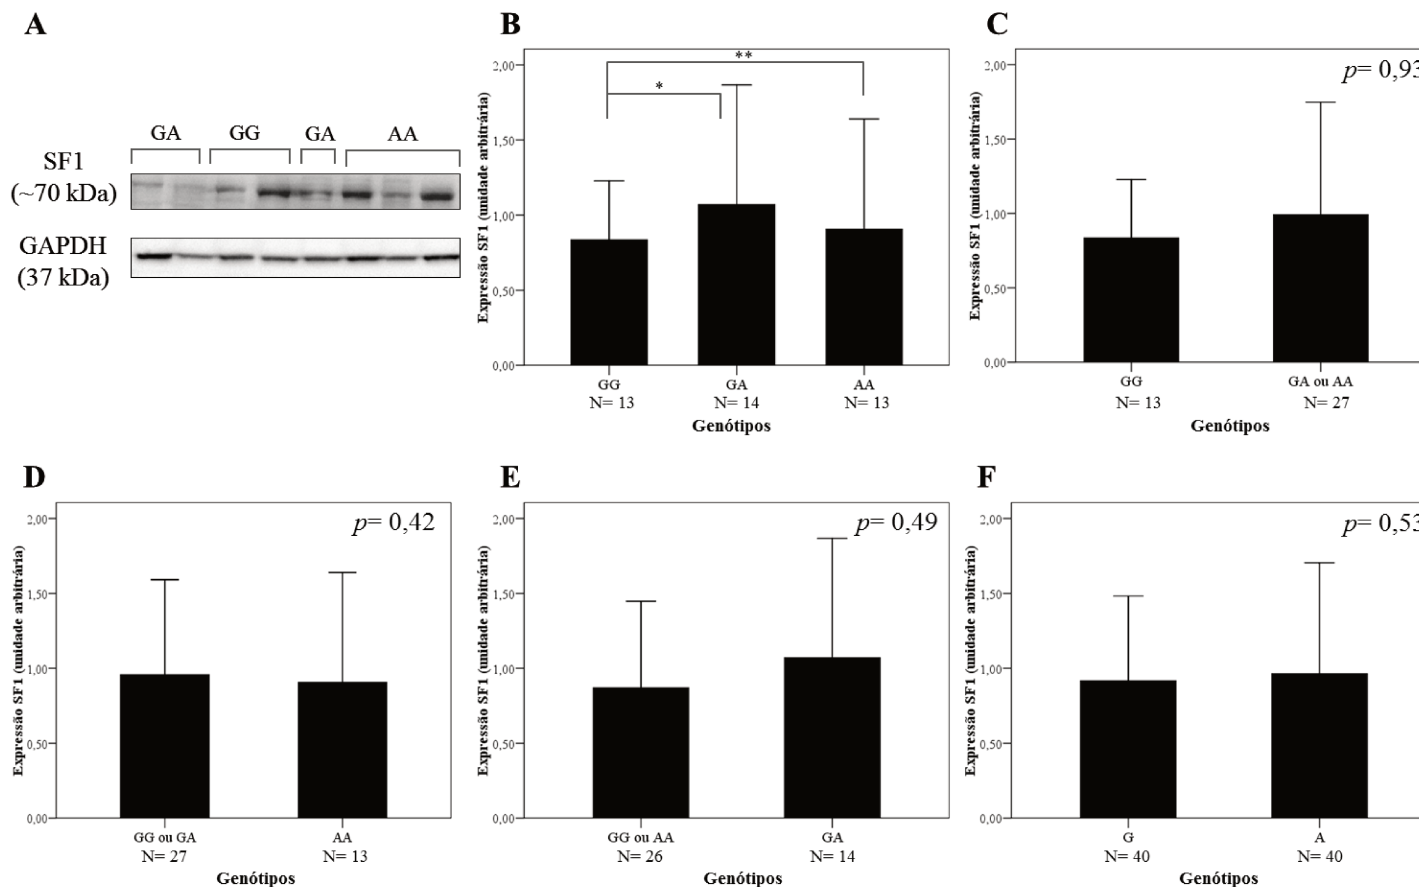 A
GA
GG
GA
AA
SF1
(~70 kDa)
GAPDH
(37 kDa)
B
Expressão SF1 (unidade arbitrária)
2,00
1,50
1,00
0,50
0,00
*
**
GG
GA
AA
N= 13
N= 14
N= 13
Genótipos
C
p= 0,93
Expressão SF1 (unidade arbitrária)
2,00
1,50
1,00
0,50
0,00
GG
GA ou AA
N= 13
N= 27
Genótipos
D
p= 0,42
Expressão SF1 (unidade arbitrária)
2,00
1,50
1,00
0,50
0,00
GG ou GA
AA
N= 27
N= 13
Genótipos
E
p= 0,49
Expressão SF1 (unidade arbitrária)
2,00
1,50
1,00
0,50
0,00
GG ou AA
GA
N= 26
N= 14
Genótipos
F
p= 0,53
Expressão SF1 (unidade arbitrária)
2,00
1,50
1,00
0,50
0,00
G
A
N= 40
N= 40
Genótipos